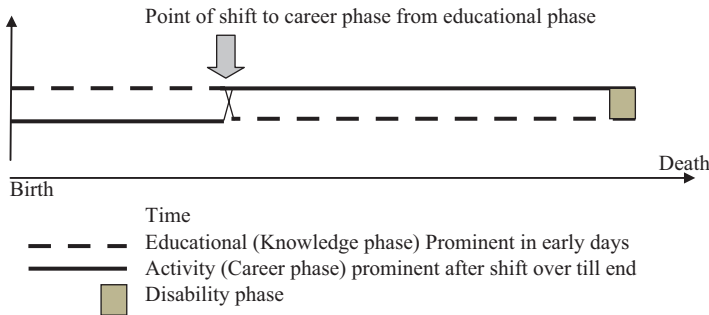 Point of shift to career phase from educational phase
Death
Birth
Time
Educational (Knowledge phase) Prominent in early days
Activity (Career phase) prominent after shift over till end
Disability phase